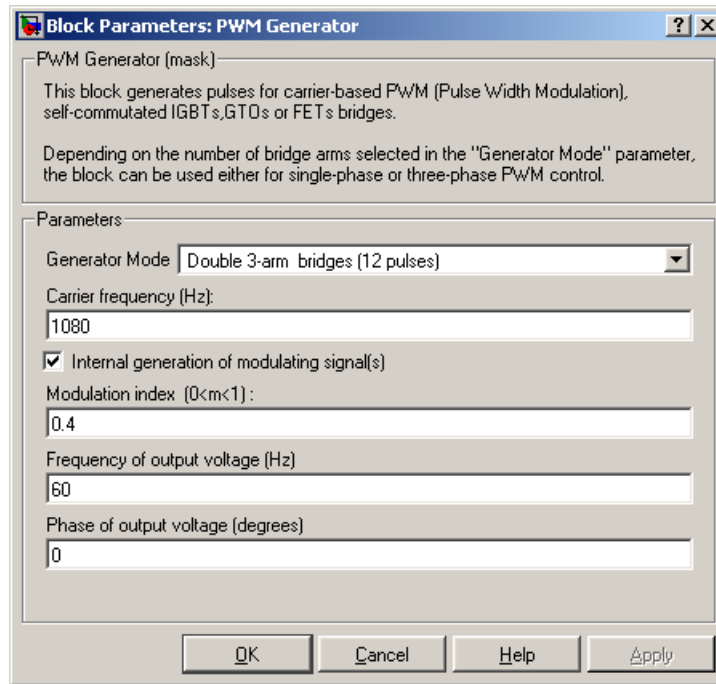 Block Parameters: PWM Generator
PWM Generator (mask)
This block generates pulses for carrier-based PWM (Pulse Width Modulation),
self-commutated IGBTs,GTOs or FETs bridges.
Depending on the number of bridge arms selected in the "Generator Mode" parameter,
the block can be used either for single-phase or three-phase PWM control.
Parameters
Generator Mode Double 3-arm bridges (12 pulses)
Carrier frequency (Hz):
1080
Internal generation of modulating signal(s)
Modulation index (0<m<1) :
0.4
Frequency of output voltage (Hz)
60
Phase of output voltage (degrees)
0
OK Cancel Help Apply